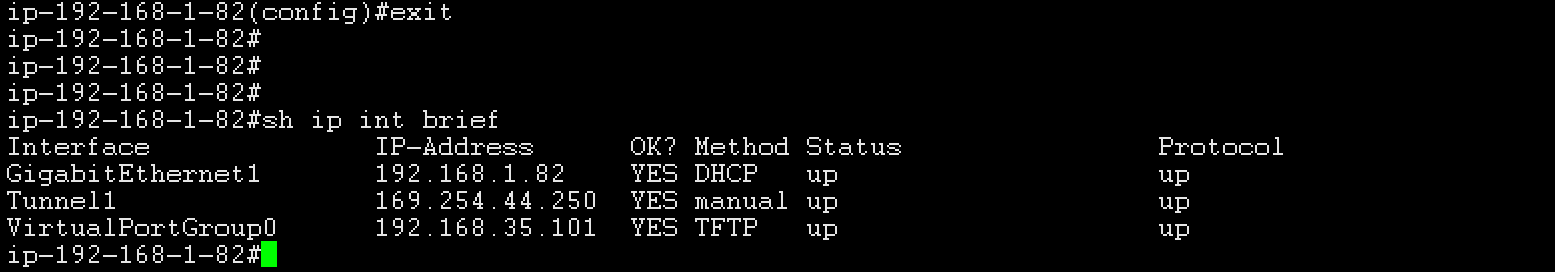 ip-192-168-1-82(config)#exit
ip-192-168-1-82#
ip-192-168-1-82#
ip-192-168-1-82#
ip-192-168-1-82#sh ip int brief
Interface              IP-Address      OK? Method Status                Protocol
GigabitEthernet1       192.168.1.82    YES DHCP   up                    up
Tunnel1                169.254.44.250  YES manual up                    up
VirtualPortGroup0      192.168.35.101  YES TFTP   up                    up
ip-192-168-1-82#